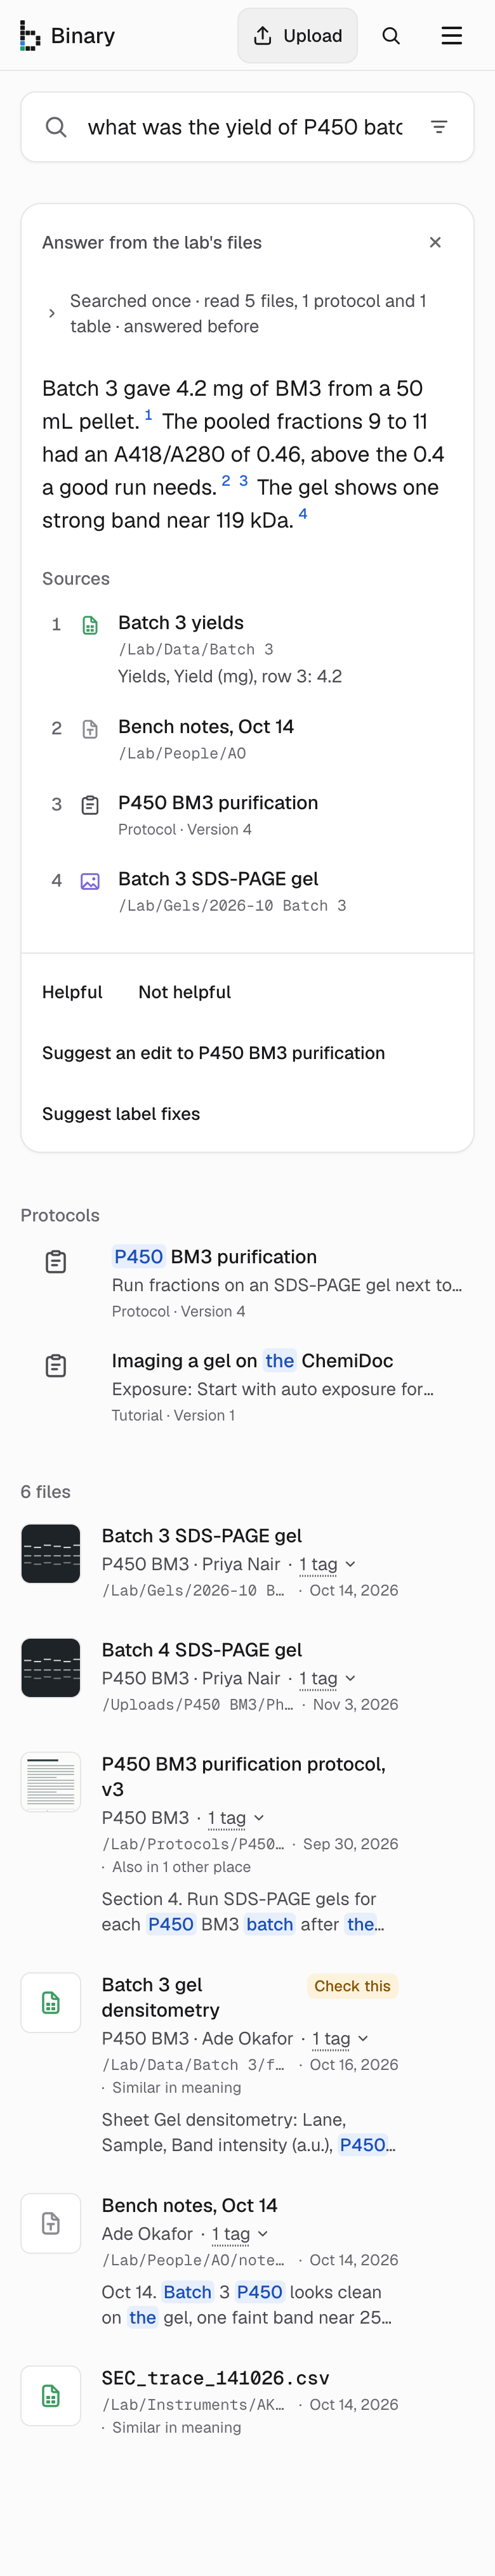 Binary
Upload
what was the yield of P450 batc
Answer from the lab's files
Searched once · read 5 files, 1 protocol and 1
table · answered before
Batch 3 gave 4.2 mg of BM3 from a 50
mL pellet. 1 The pooled fractions 9 to 11
had an A418/A280 of 0.46, above the 0.4
a good run needs. 2 3 The gel shows one
strong band near 119 kDa. 4
Sources
1 Batch 3 yields
/Lab/Data/Batch 3
Yields, Yield (mg), row 3: 4.2
2 Bench notes, Oct 14
/Lab/People/AO
3 P450 BM3 purification
Protocol · Version 4
4 Batch 3 SDS-PAGE gel
/Lab/Gels/2026-10 Batch 3
Helpful Not helpful
Suggest an edit to P450 BM3 purification
Suggest label fixes
Protocols
P450 BM3 purification
Run fractions on an SDS-PAGE gel next to...
Protocol · Version 4
Imaging a gel on the ChemiDoc
Exposure: Start with auto exposure for...
Tutorial · Version 1
6 files
Batch 3 SDS-PAGE gel
P450 BM3 · Priya Nair · 1 tag
/Lab/Gels/2026-10 B… · Oct 14, 2026
Batch 4 SDS-PAGE gel
P450 BM3 · Priya Nair · 1 tag
/Uploads/P450 BM3/Ph… · Nov 3, 2026
P450 BM3 purification protocol,
v3
P450 BM3 · 1 tag
/Lab/Protocols/P450… · Sep 30, 2026
· Also in 1 other place
Section 4. Run SDS-PAGE gels for
each P450 BM3 batch after the...
Batch 3 gel Check this
densitometry
P450 BM3 · Ade Okafor · 1 tag
/Lab/Data/Batch 3/f… · Oct 16, 2026
· Similar in meaning
Sheet Gel densitometry: Lane,
Sample, Band intensity (a.u.), P450...
Bench notes, Oct 14
Ade Okafor · 1 tag
/Lab/People/AO/note… · Oct 14, 2026
Oct 14. Batch 3 P450 looks clean
on the gel, one faint band near 25...
SEC_trace_141026.csv
/Lab/Instruments/AK… · Oct 14, 2026
· Similar in meaning